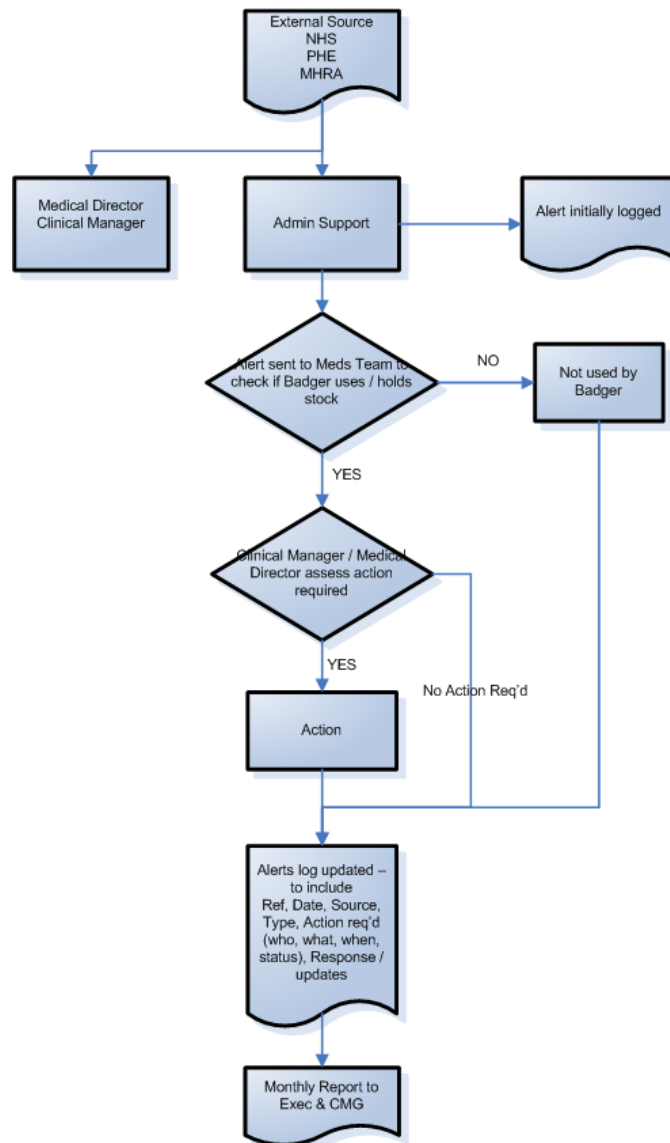 External Source
NHS
PHE
MHRA
Medical Director
Clinical Manager
Admin Support
Alert initially logged
Alert sent to Meds Team to
check if Badger uses / holds
stock
NO
Not used by
Badger
YES
Clinical Manager / Medical
Director assess action
required
YES
No Action Req'd
Action
Alerts log updated –
to include
Ref, Date, Source,
Type, Action req'd
(who, what, when,
status), Response /
updates
Monthly Report to
Exec & CMG